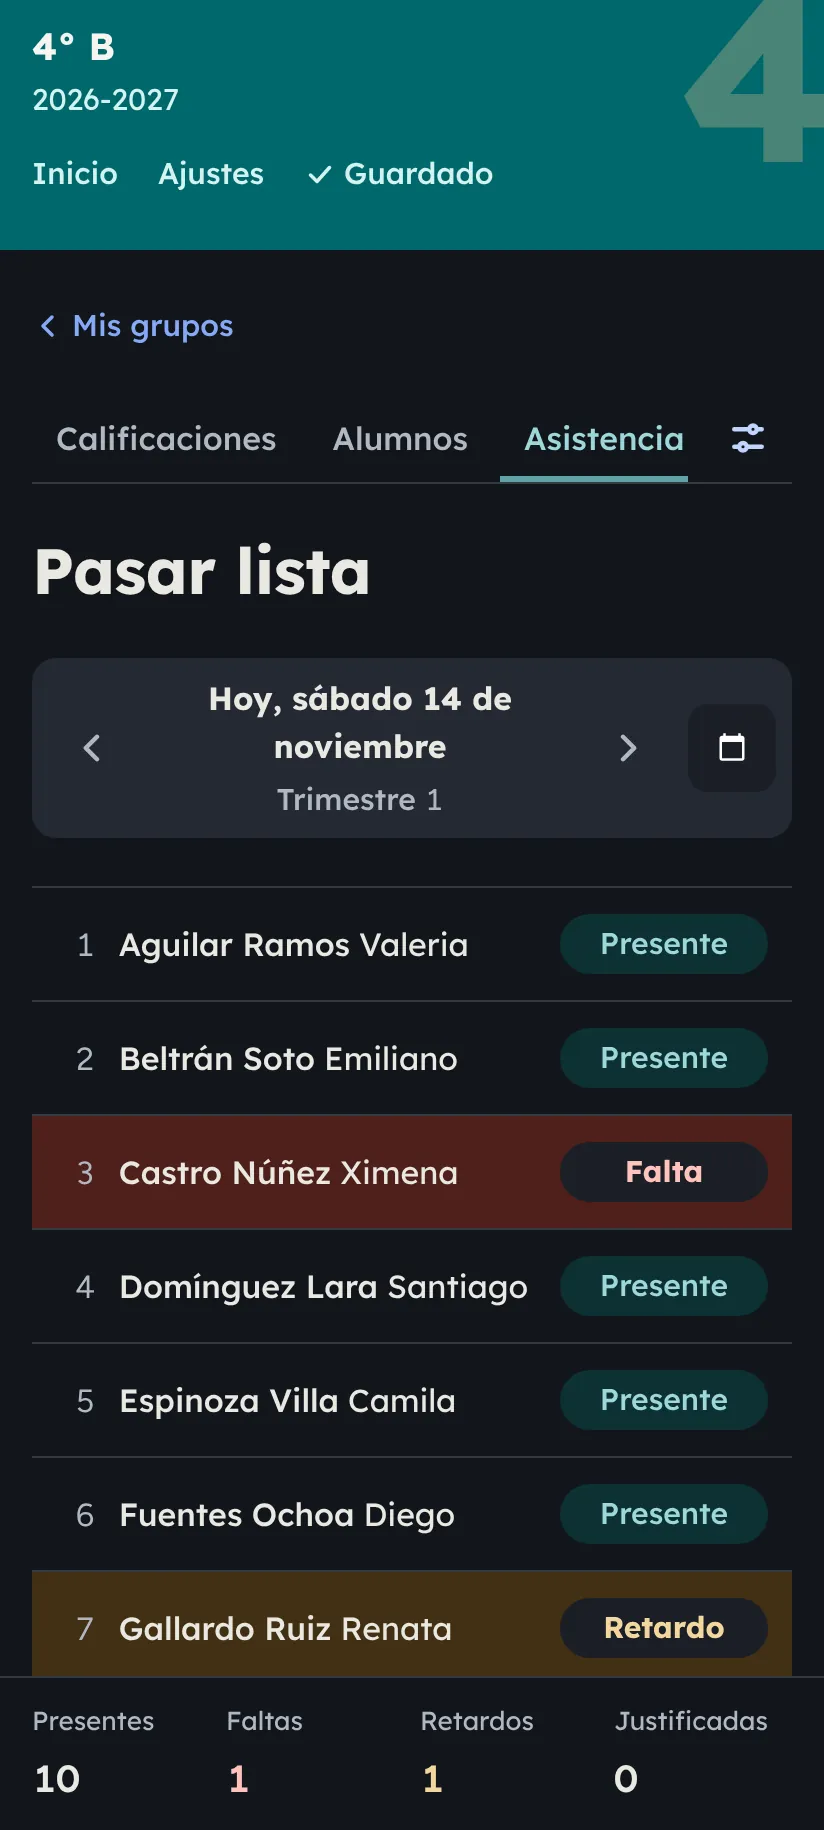 4° B
4
2026-2027
Inicio Ajustes Guardado
Mis grupos
Calificaciones Alumnos Asistencia
Pasar lista
Hoy, sábado 14 de
noviembre
Trimestre 1
1 Aguilar Ramos Valeria Presente
2 Beltrán Soto Emiliano Presente
3 Castro Núñez Ximena Falta
4 Domínguez Lara Santiago Presente
5 Espinoza Villa Camila Presente
6 Fuentes Ochoa Diego Presente
7 Gallardo Ruiz Renata Retardo
Presentes Faltas Retardos Justificadas
10 1 1 0